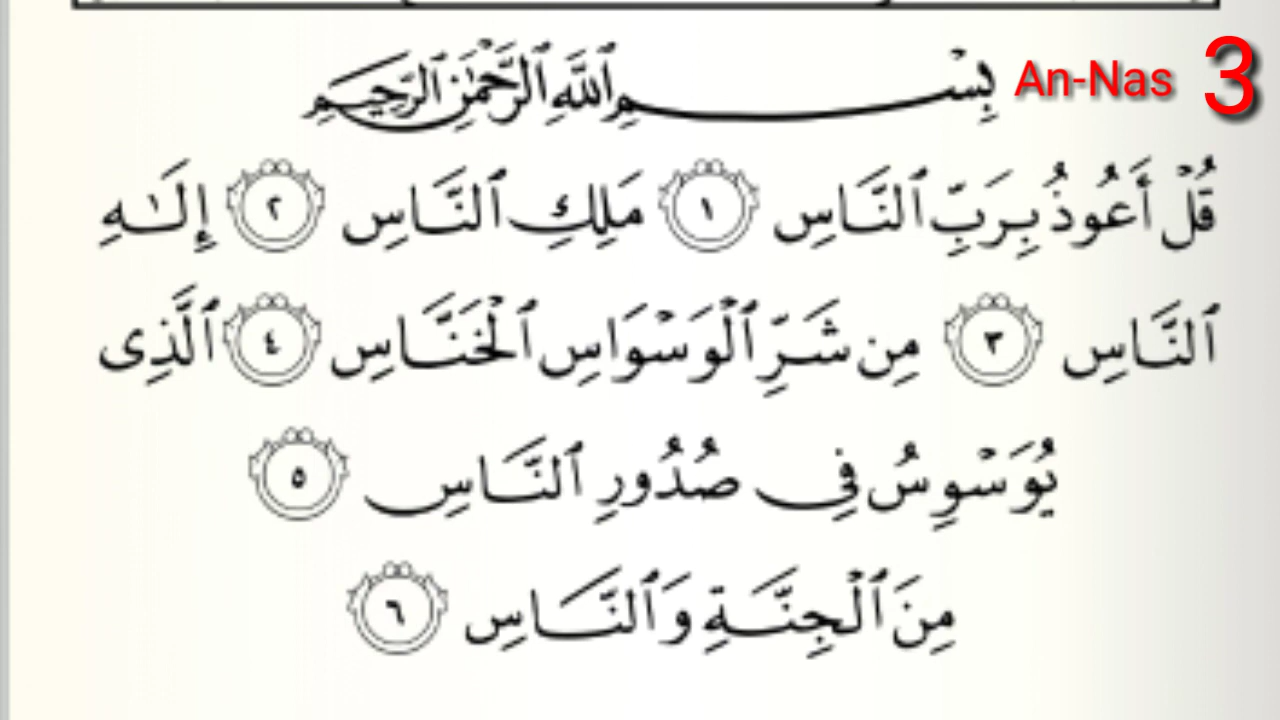 بِسْمِ ٱللَّهِ ٱلرَّحْمَٰنِ ٱلرَّحِيمِ An-Nas 3
قُلْ أَعُوذُ بِرَبِّ ٱلنَّاسِ ١ مَلِكِ ٱلنَّاسِ ٢ إِلَٰهِ
ٱلنَّاسِ ٣ مِن شَرِّ ٱلْوَسْوَاسِ ٱلْخَنَّاسِ ٤ ٱلَّذِى
يُوَسْوِسُ فِى صُدُورِ ٱلنَّاسِ ٥
مِنَ ٱلْجِنَّةِ وَٱلنَّاسِ ٦